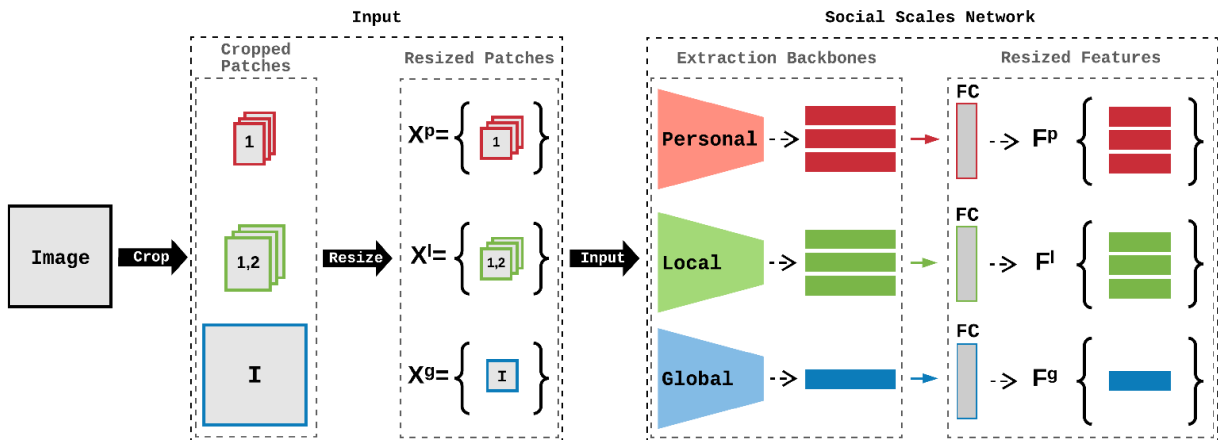 Input
Social Scales Network
Cropped
Patches
Resized Patches
Extraction Backbones
Resized Features
1
Xᵖ= { 1 }
Personal
FC
Fᵖ { }
Image
Crop
1,2
Resize
Xˡ= { 1,2 }
Input
Local
FC
Fˡ { }
I
Xᵍ= { I }
Global
FC
Fᵍ { }